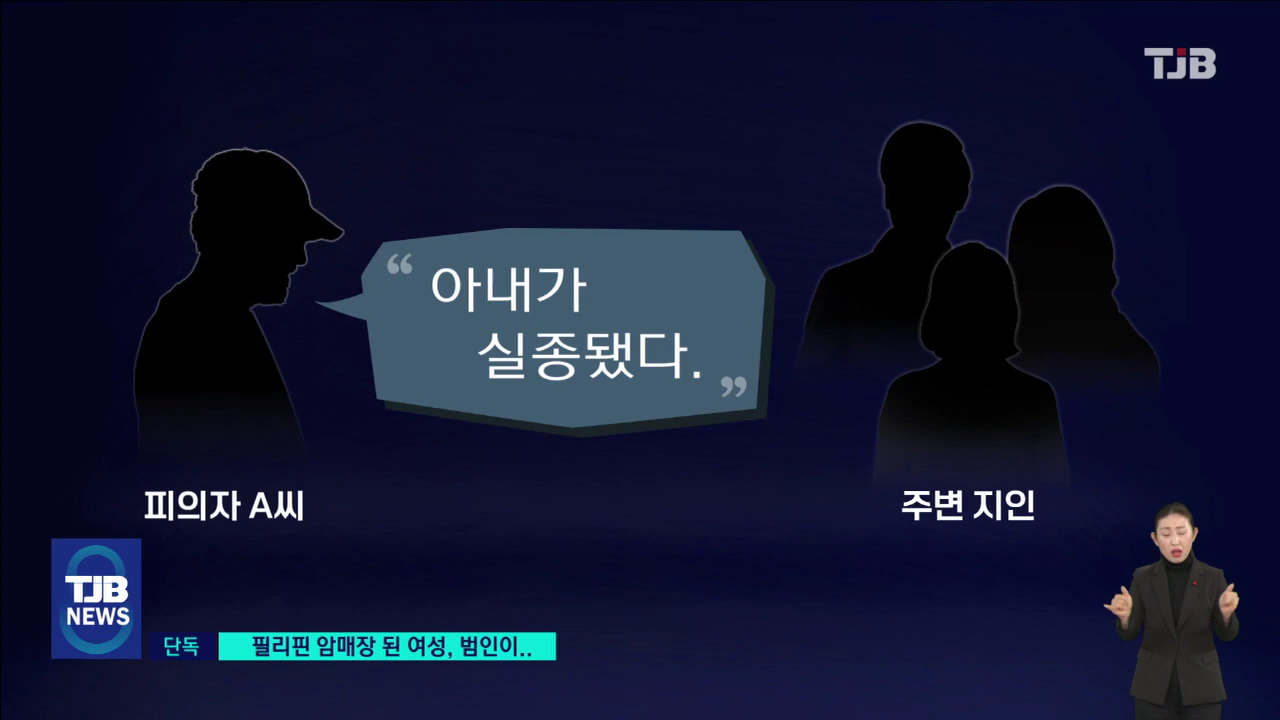 TJB
“ 아내가
실종됐다. ”
피의자 A씨
주변 지인
TJB
NEWS
단독 필리핀 암매장 된 여성, 범인이..